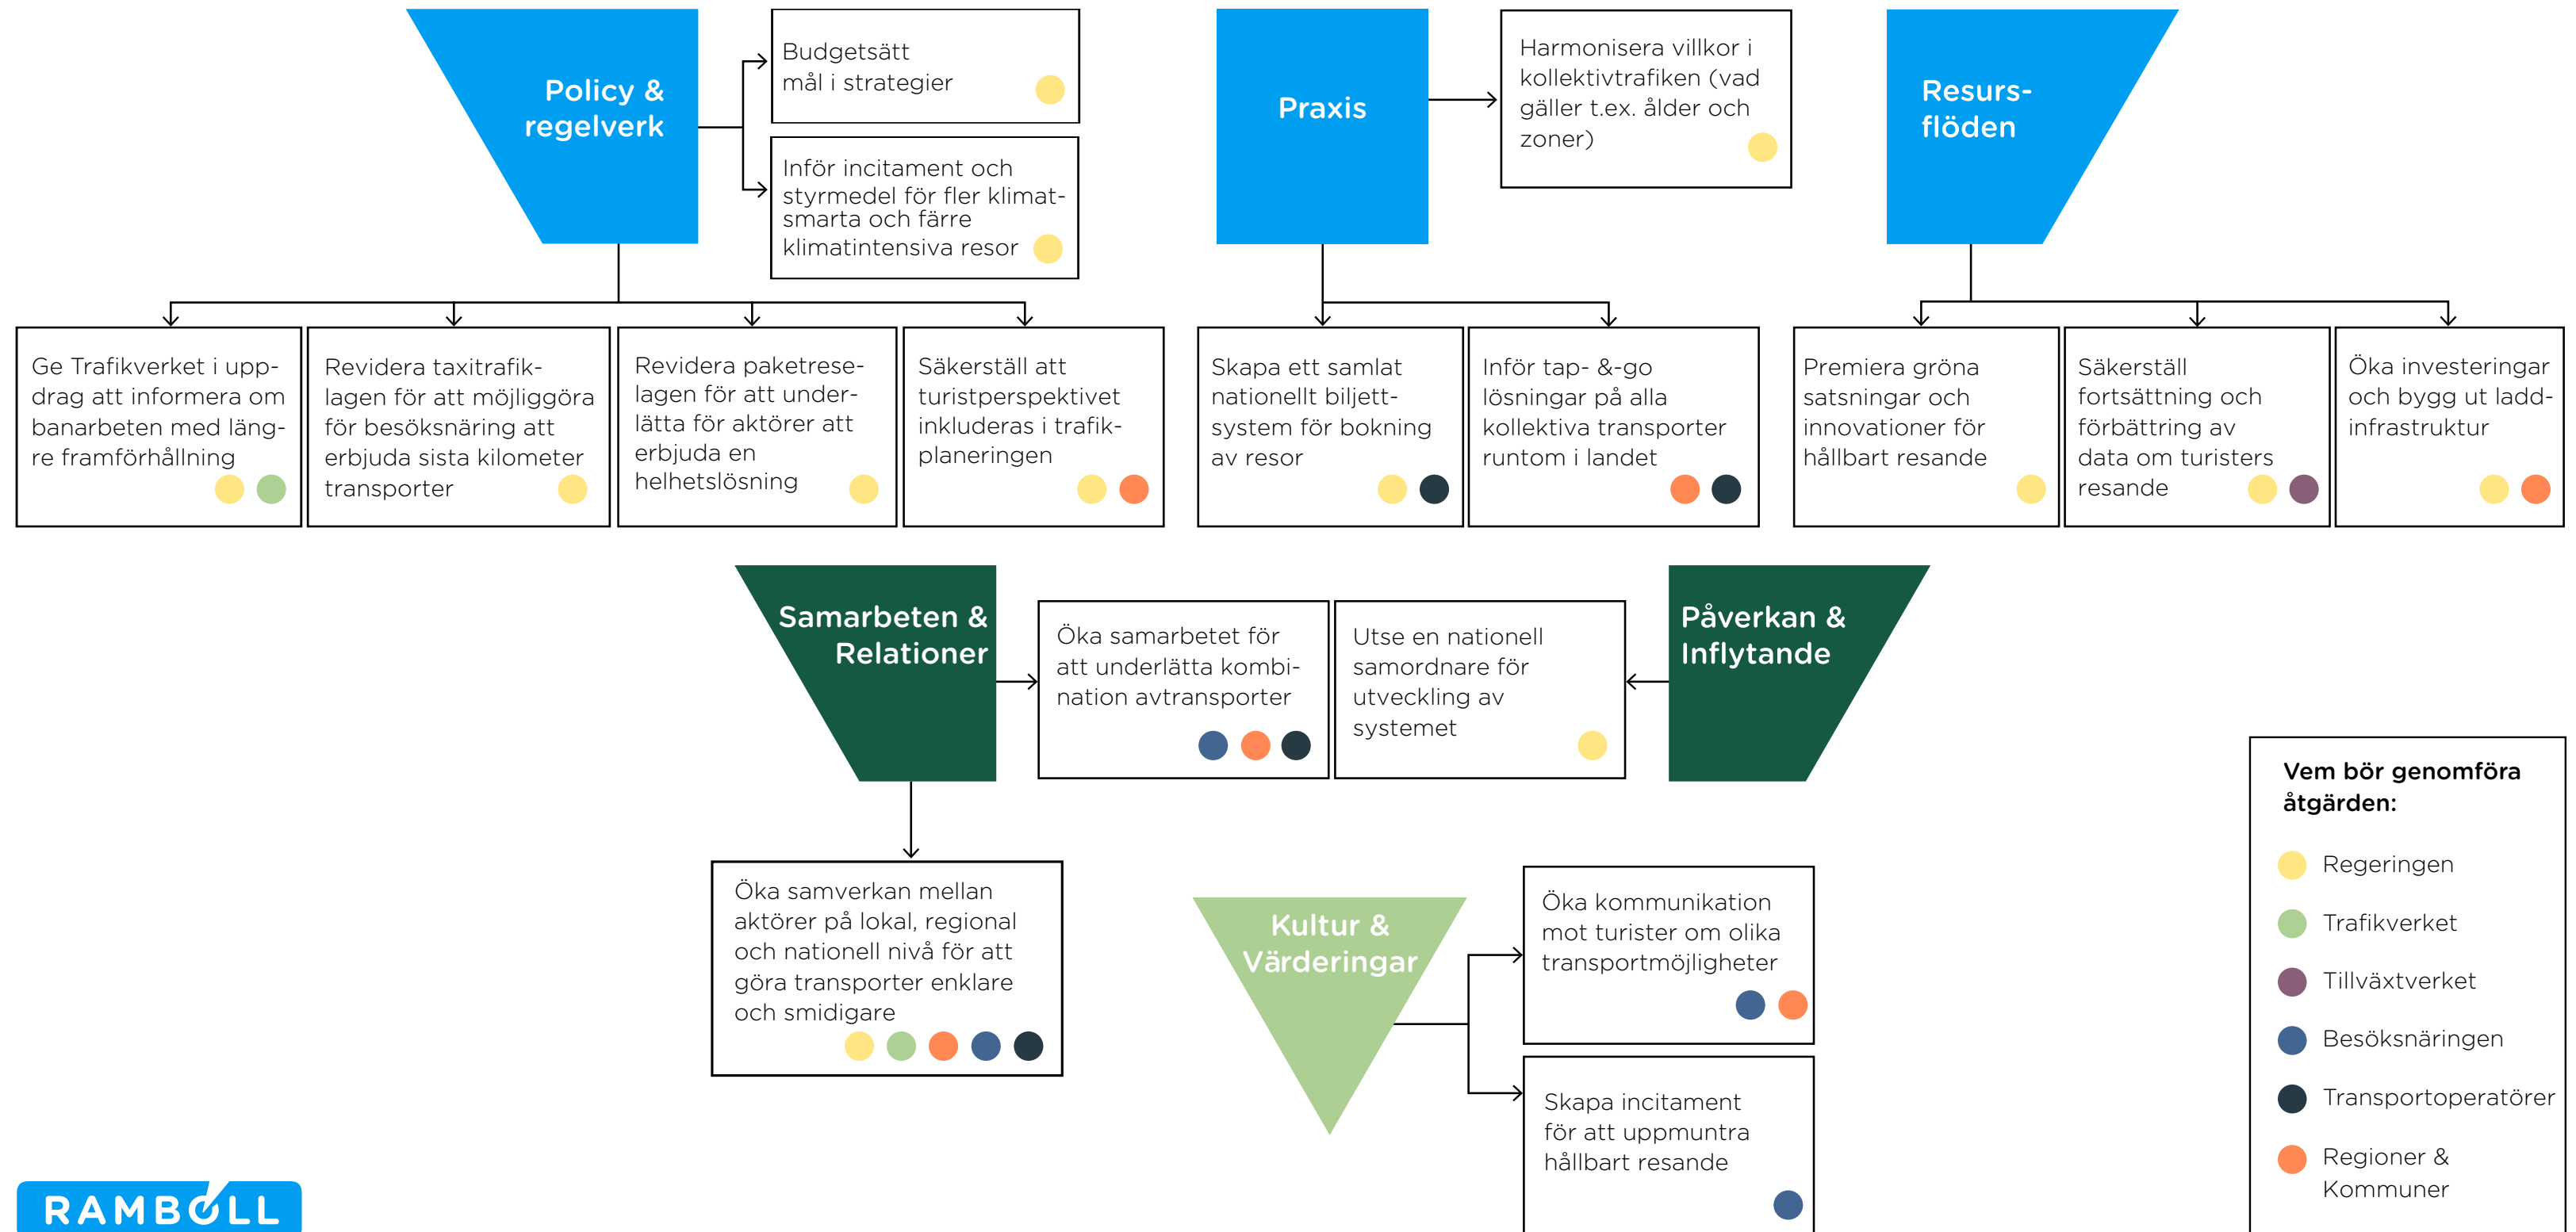 Policy &
regelverk
Budgetsätt
mål i strategier
Inför incitament och
styrmedel för fler klimat-
smarta och färre
klimatintensiva resor
Ge Trafikverket i upp-
drag att informera om
banarbeten med läng-
re framförhållning
Revidera taxitrafik-
lagen för att möjliggöra
för besöksnäring att
erbjuda sista kilometer
transporter
Revidera paketrese-
lagen för att under-
lätta för aktörer att
erbjuda en
helhetslösning
Säkerställ att
turistperspektivet
inkluderas i trafik-
planeringen
Praxis
Harmonisera villkor i
kollektivtrafiken (vad
gäller t.ex. ålder och
zoner)
Skapa ett samlat
nationellt biljett-
system för bokning
av resor
Inför tap- &-go
lösningar på alla
kollektiva transporter
runtom i landet
Resurs-
flöden
Premiera gröna
satsningar och
innovationer för
hållbart resande
Säkerställ
fortsättning och
förbättring av
data om turisters
resande
Öka investeringar
och bygg ut ladd-
infrastruktur
Samarbeten &
Relationer
Öka samarbetet för
att underlätta kombi-
nation avtransporter
Utse en nationell
samordnare för
utveckling av
systemet
Påverkan &
Inflytande
Öka samverkan mellan
aktörer på lokal, regional
och nationell nivå för att
göra transporter enklare
och smidigare
Kultur &
Värderingar
Öka kommunikation
mot turister om olika
transportmöjligheter
Skapa incitament
för att uppmuntra
hållbart resande
Vem bör genomföra
åtgärden:
Regeringen
Trafikverket
Tillväxtverket
Besöksnäringen
Transportoperatörer
Regioner &
Kommuner
RAMBOLL